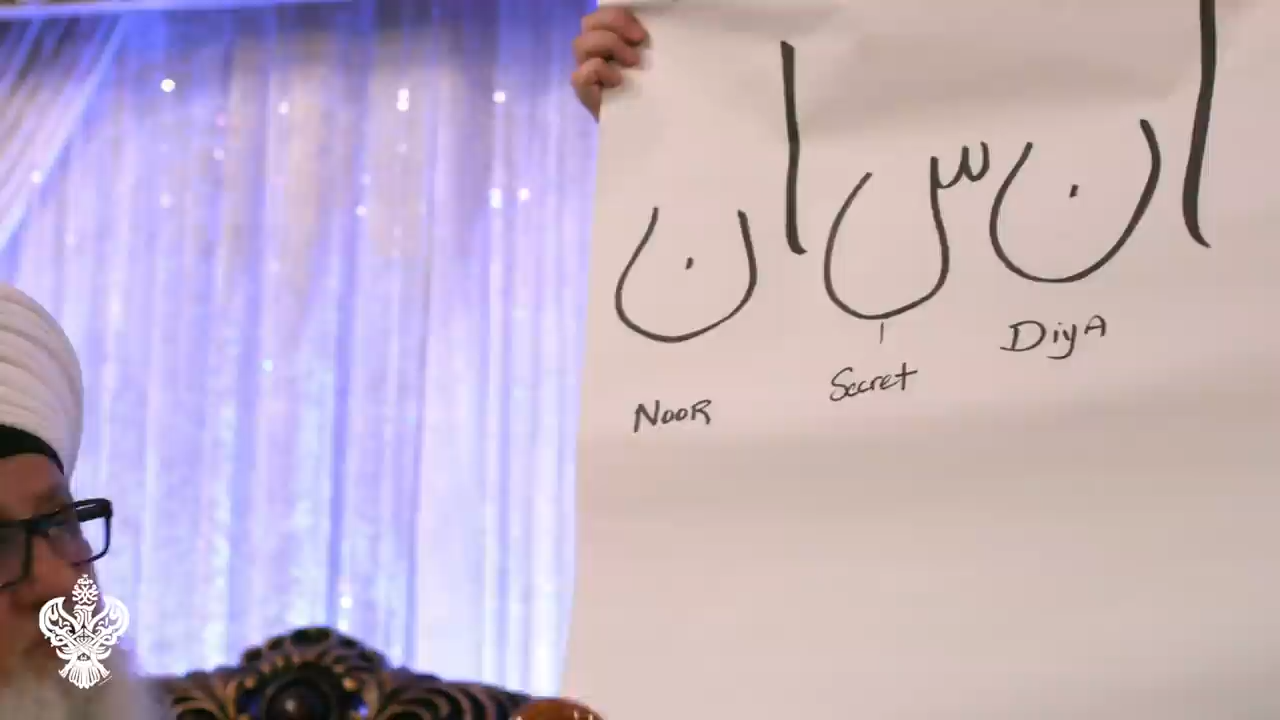 ا ن س ا ن
DiyA
Secret
NooR